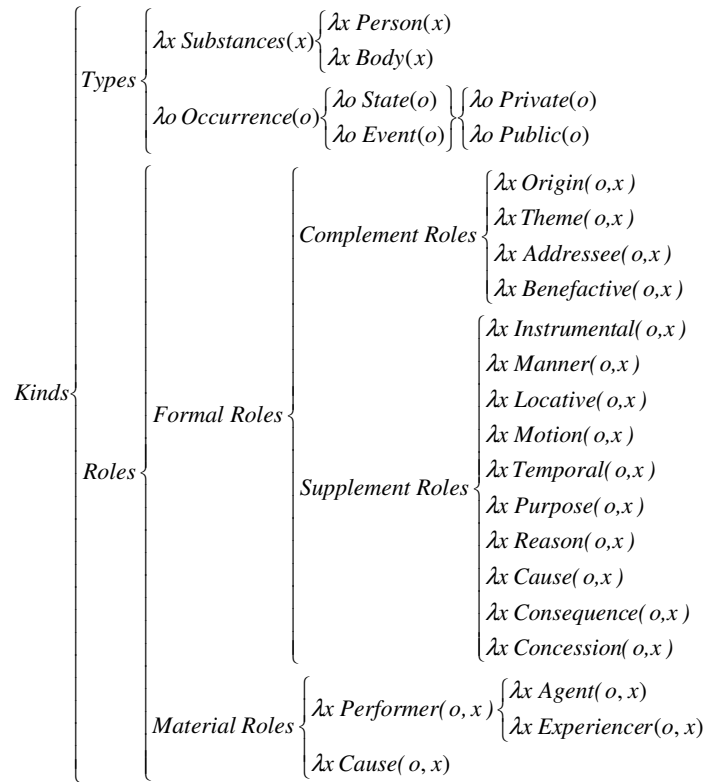 λx Person(x)
λx Substances(x)
λx Body(x)
Types
λo State(o) λo Private(o)
λo Occurrence(o)
λo Event(o) λo Public(o)
λx Origin( o,x )
λx Theme( o,x )
Complement Roles
λx Addressee( o,x )
λx Benefactive( o,x )
λx Instrumental( o,x )
λx Manner( o,x )
Kinds
λx Locative( o,x )
Formal Roles
λx Motion( o,x )
Roles
λx Temporal( o,x )
Supplement Roles
λx Purpose( o,x )
λx Reason( o,x )
λx Cause( o,x )
λx Consequence( o,x )
λx Concession( o,x )
λx Agent( o, x )
λx Performer( o, x )
Material Roles
λx Experiencer(o, x)
λx Cause( o, x)